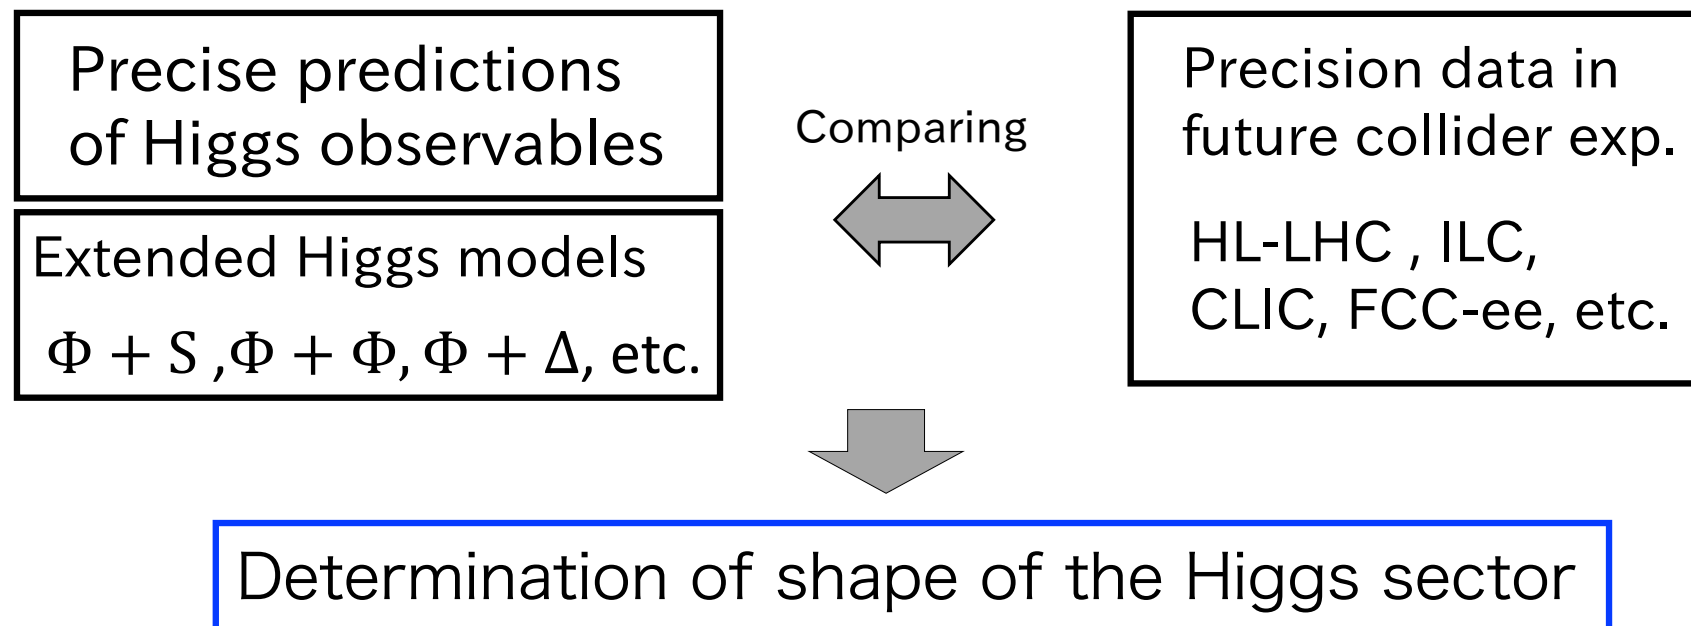 Precise predictions
of Higgs observables
Extended Higgs models
Φ + S ,Φ + Φ, Φ + Δ, etc.
Comparing
Precision data in
future collider exp.
HL-LHC , ILC,
CLIC, FCC-ee, etc.
Determination of shape of the Higgs sector